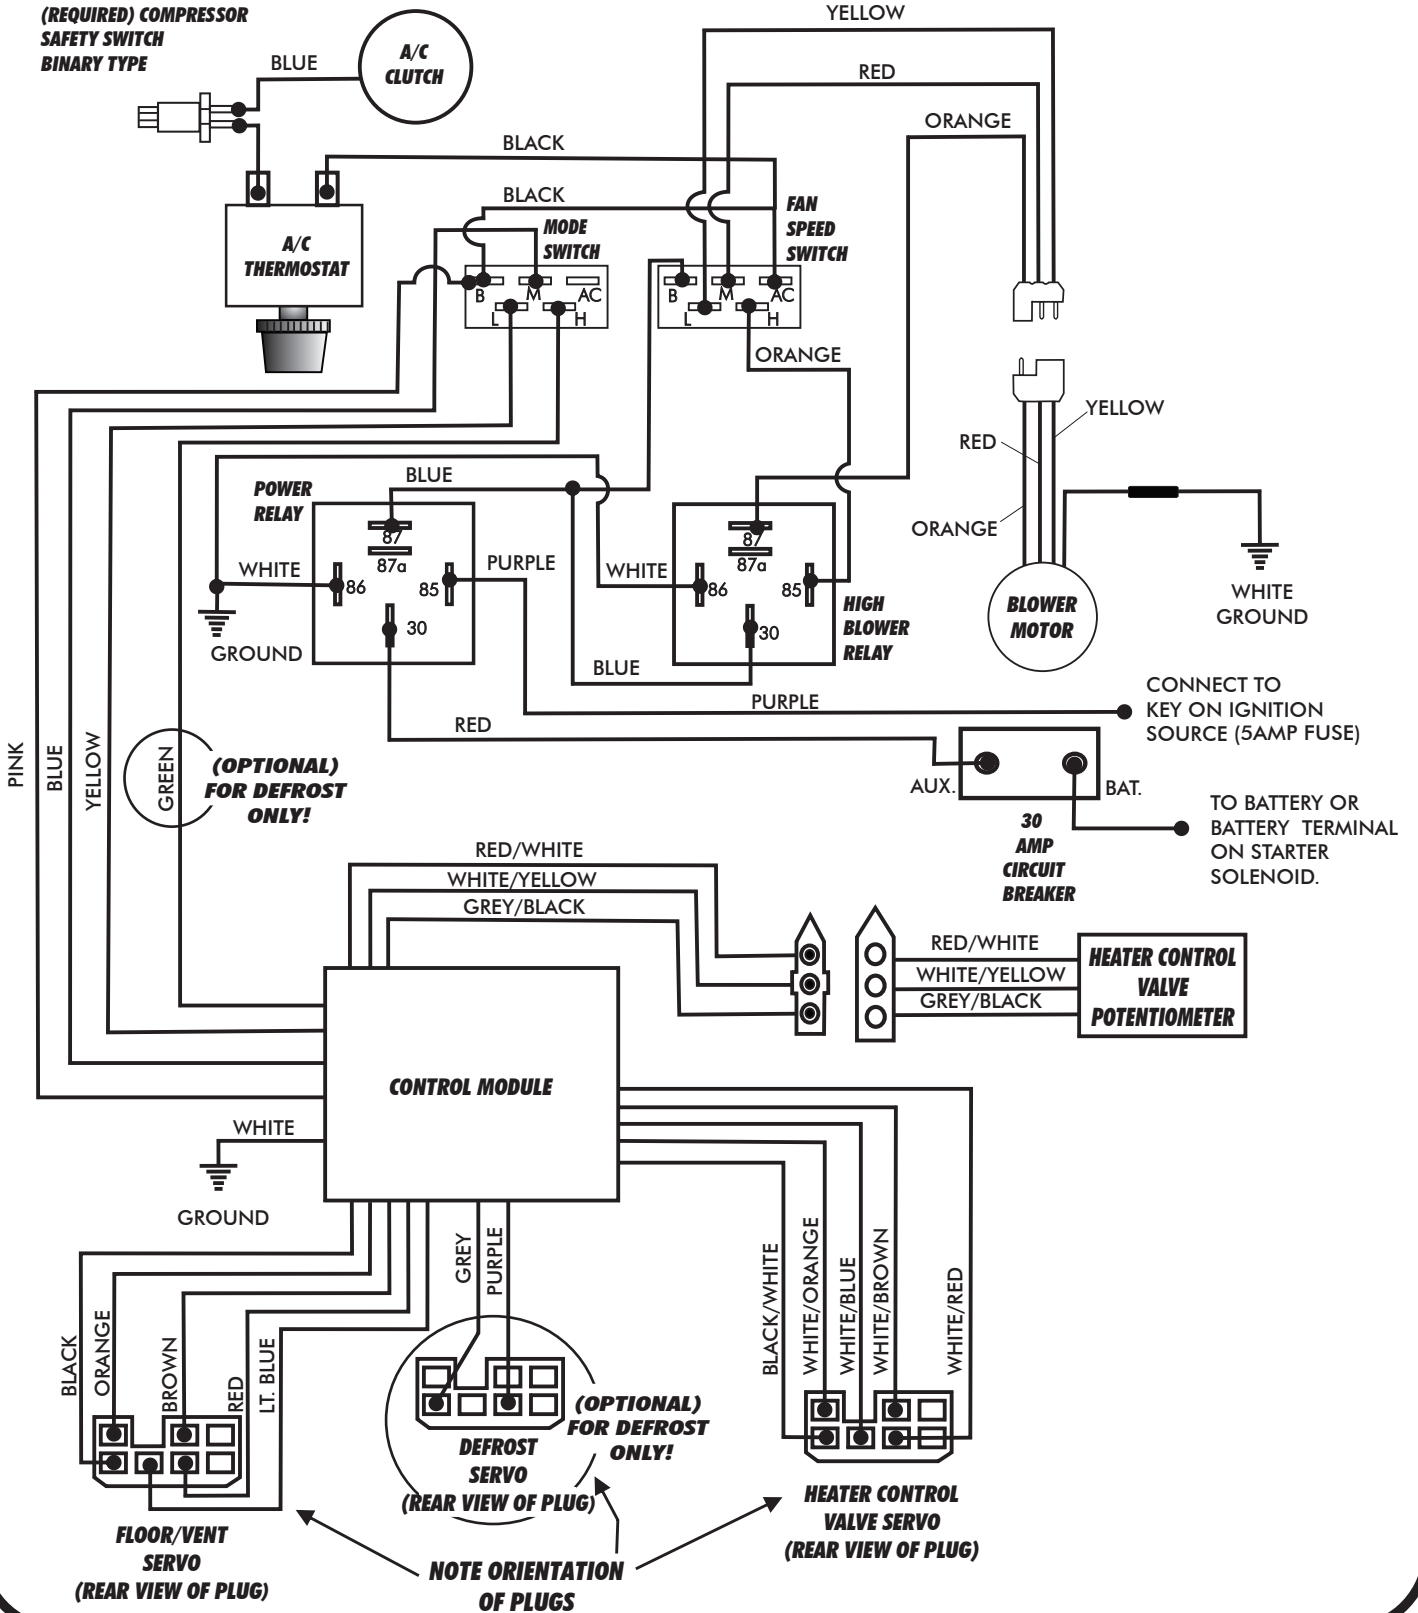 (REQUIRED) COMPRESSOR
SAFETY SWITCH
BINARY TYPE
BLUE
A/C
CLUTCH
YELLOW
RED
ORANGE
BLACK
BLACK
A/C
THERMOSTAT
MODE
SWITCH
B
M
AC
L
H
FAN
SPEED
SWITCH
B
M
AC
L
H
ORANGE
YELLOW
RED
ORANGE
BLOWER
MOTOR
WHITE
GROUND
POWER
RELAY
BLUE
87
87a
86
85
30
WHITE
PURPLE
GROUND
WHITE
87
87a
86
85
30
HIGH
BLOWER
RELAY
BLUE
PURPLE
CONNECT TO
KEY ON IGNITION
SOURCE (5AMP FUSE)
RED
AUX.
BAT.
30
AMP
CIRCUIT
BREAKER
TO BATTERY OR
BATTERY TERMINAL
ON STARTER
SOLENOID.
PINK
BLUE
YELLOW
GREEN
(OPTIONAL)
FOR DEFROST
ONLY!
RED/WHITE
WHITE/YELLOW
GREY/BLACK
RED/WHITE
WHITE/YELLOW
GREY/BLACK
HEATER CONTROL
VALVE
POTENTIOMETER
CONTROL MODULE
WHITE
GROUND
BLACK
ORANGE
BROWN
RED
LT. BLUE
GREY
PURPLE
BLACK/WHITE
WHITE/ORANGE
WHITE/BLUE
WHITE/BROWN
WHITE/RED
(OPTIONAL)
FOR DEFROST
ONLY!
DEFROST
SERVO
(REAR VIEW OF PLUG)
FLOOR/VENT
SERVO
(REAR VIEW OF PLUG)
HEATER CONTROL
VALVE SERVO
(REAR VIEW OF PLUG)
NOTE ORIENTATION
OF PLUGS